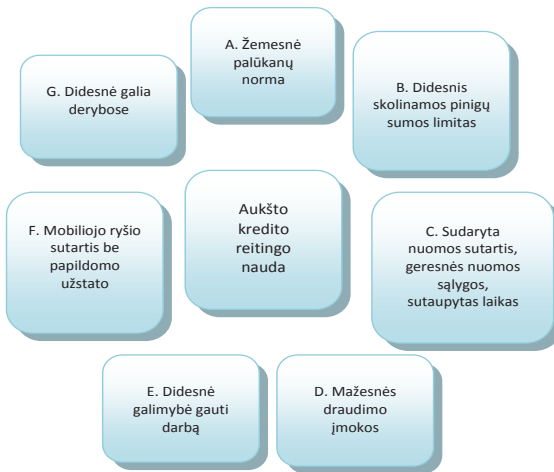 A. Žemesnė
palūkanų
norma
B. Didesnis
skolinamos pinigų
sumos limitas
G. Didesnė galia
derybose
Aukšto
kredito
reitingo
nauda
C. Sudaryta
nuomos sutartis,
geresnės nuomos
sąlygos,
sutaupytas laikas
F. Mobiliojo ryšio
sutartis be
papildomo
užstato
E. Didesnė
galimybė gauti
darbą
D. Mažesnės
draudimo
įmokos